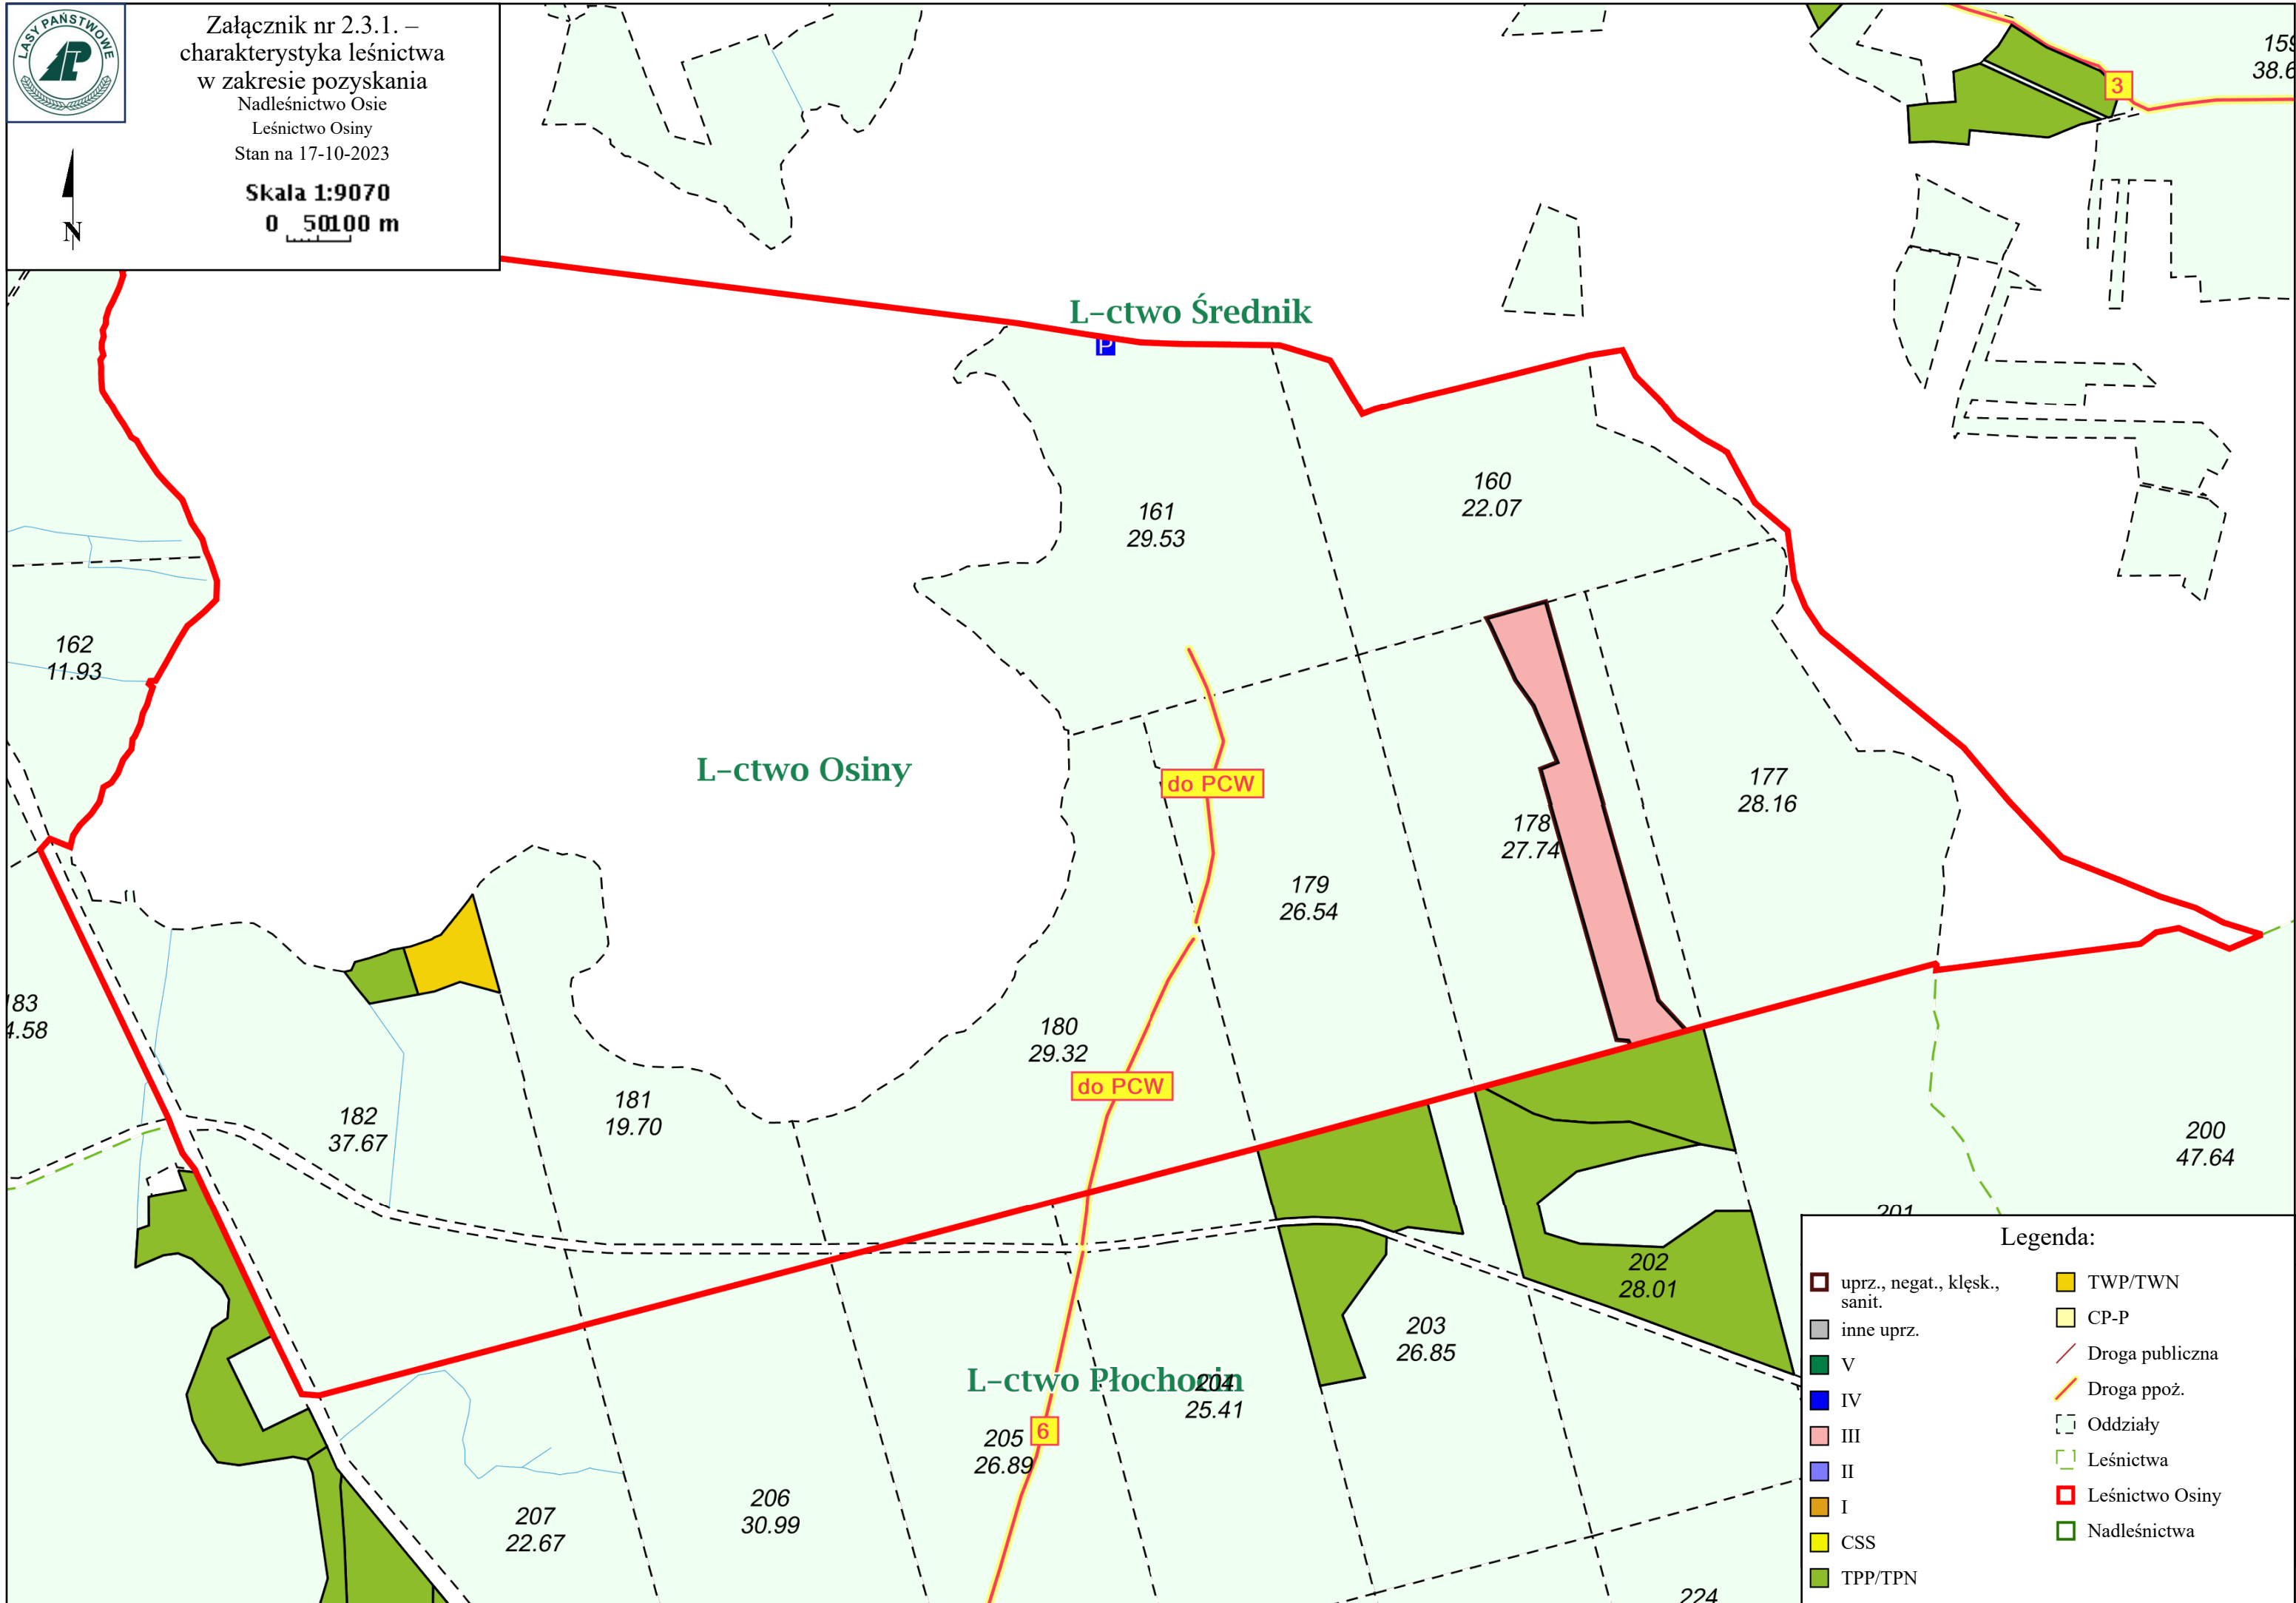 LASY PAŃSTWOWE
Załącznik nr 2.3.1. –
charakterystyka leśnictwa
w zakresie pozyskania
Nadleśnictwo Osie
Leśnictwo Osiny
Stan na 17-10-2023
Skala 1:9070
0 50 100 m
N
3
159
L-ctwo Średnik
P
160
22.07
161
29.53
162
11.93
L-ctwo Osiny
do PCW
177
28.16
178
27.74
179
26.54
180
29.32
do PCW
181
19.70
182
37.67
200
47.64
201
202
28.01
203
26.85
L-ctwo Płochocin
204
25.41
6
205
26.89
206
30.99
207
22.67
224
Legenda:
uprz., negat., klęsk.,
sanit.
inne uprz.
V
IV
III
II
I
CSS
TPP/TPN
TWP/TWN
CP-P
Droga publiczna
Droga ppoż.
Oddziały
Leśnictwa
Leśnictwo Osiny
Nadleśnictwa